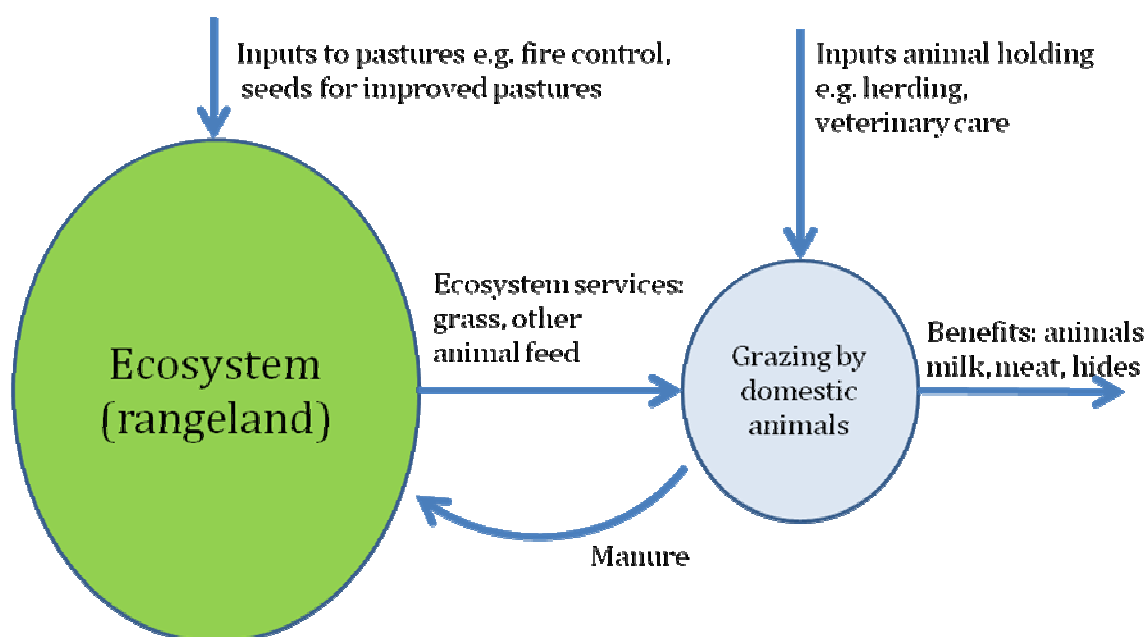 Inputs to pastures e.g. fire control,
seeds for improved pastures
Inputs animal holding
e.g. herding,
veterinary care
Ecosystem
(rangeland)
Ecosystem services:
grass, other
animal feed
Grazing by
domestic
animals
Benefits: animals
milk, meat, hides
Manure